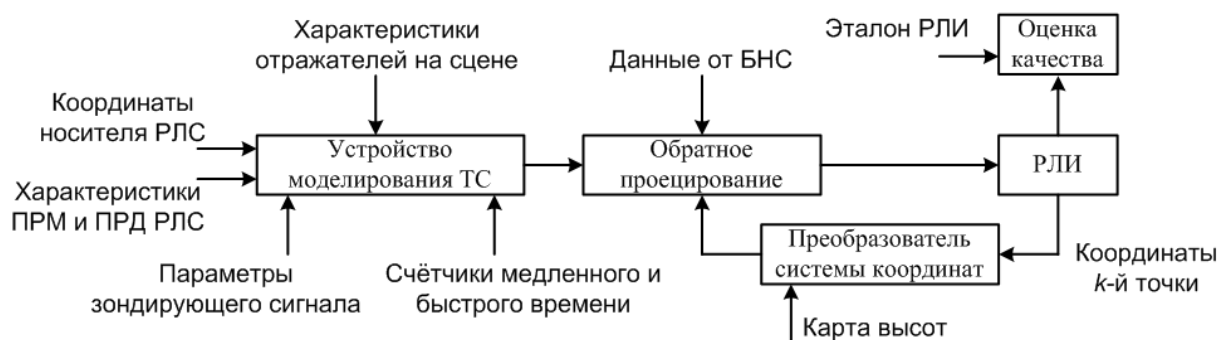 Характеристики
отражателей на сцене
Данные от БНС
Эталон РЛИ
Оценка
качества
Координаты
носителя РЛС
Устройство
моделирования ТС
Обратное
проецирование
РЛИ
Характеристики
ПРМ и ПРД РЛС
Параметры
зондирующего сигнала
Счётчики медленного и
быстрого времени
Преобразователь
системы координат
Координаты
k-й точки
Карта высот